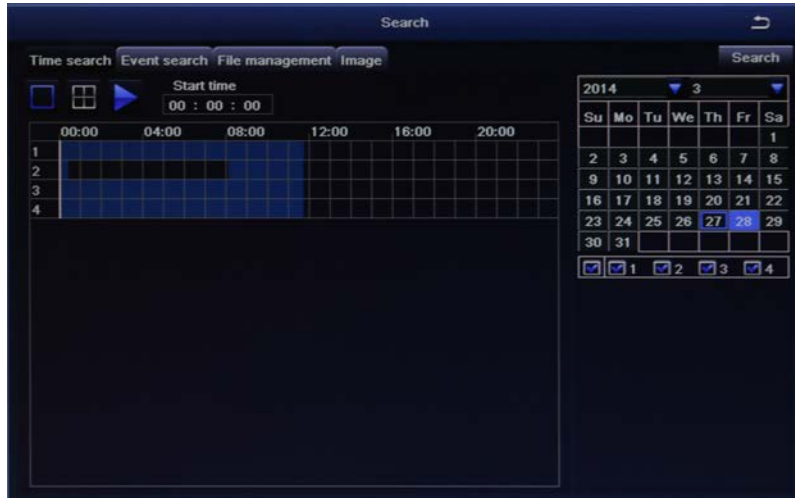 Search
Time search Event search File management Image
Search
Start time
00 : 00 : 00
00:00 04:00 08:00 12:00 16:00 20:00
1
2
3
4
2014 3
Su Mo Tu We Th Fr Sa
1
2 3 4 5 6 7 8
9 10 11 12 13 14 15
16 17 18 19 20 21 22
23 24 25 26 27 28 29
30 31
1 2 3 4